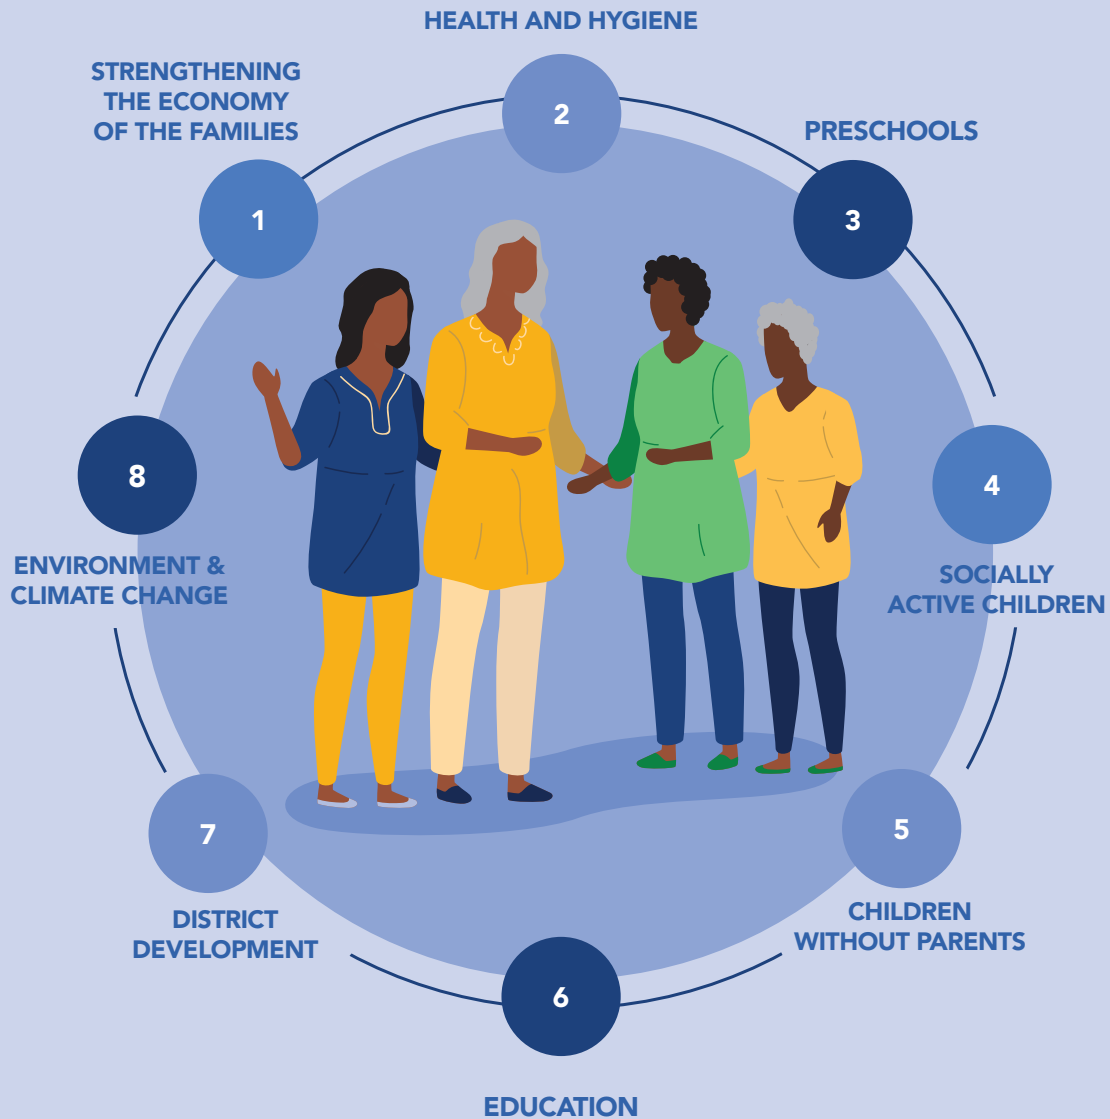 HEALTH AND HYGIENE
2
STRENGTHENING
THE ECONOMY
OF THE FAMILIES
1
PRESCHOOLS
3
SOCIALLY
ACTIVE CHILDREN
4
CHILDREN
WITHOUT PARENTS
5
6
EDUCATION
7
DISTRICT
DEVELOPMENT
8
ENVIRONMENT &
CLIMATE CHANGE